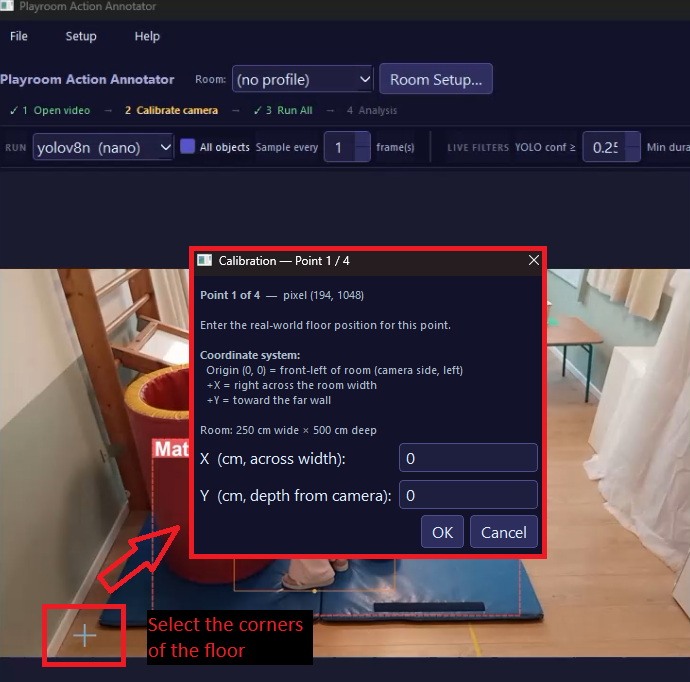 Playroom Action Annotator
File Setup Help
Playroom Action Annotator Room: (no profile) Room Setup...
✓ 1 Open video → 2 Calibrate camera → ✓ 3 Run All → 4 Analysis
RUN yolov8n (nano) All objects Sample every 1 frame(s) LIVE FILTERS YOLO conf ≥ 0.25 Min dura
Calibration — Point 1 / 4
Point 1 of 4 — pixel (194, 1048)
Enter the real-world floor position for this point.
Coordinate system:
Origin (0, 0) = front-left of room (camera side, left)
+X = right across the room width
+Y = toward the far wall
Room: 250 cm wide × 500 cm deep
Mat
X (cm, across width): 0
Y (cm, depth from camera): 0
OK Cancel
Select the corners
of the floor